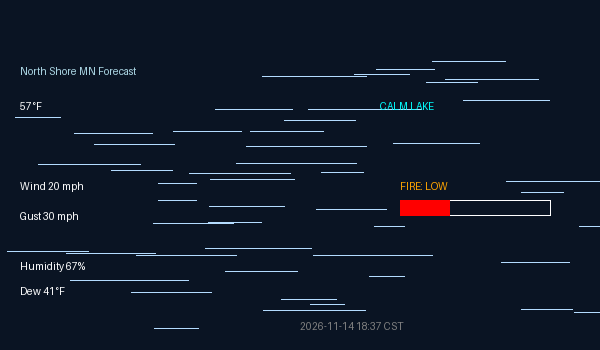 North Shore MN Forecast
57°F
CALM LAKE
Wind 20 mph
FIRE: LOW
Gust 30 mph
Humidity 67%
Dew 41°F
2026-11-14 18:37 CST